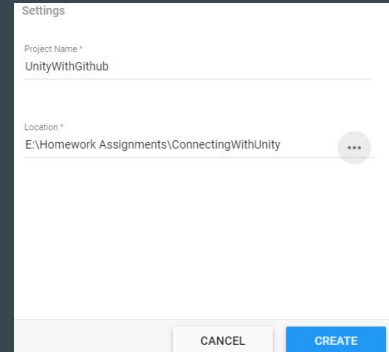 Settings
Project Name *
UnityWithGithub
Location *
E:\Homework Assignments\ConnectingWithUnity
...
CANCEL CREATE